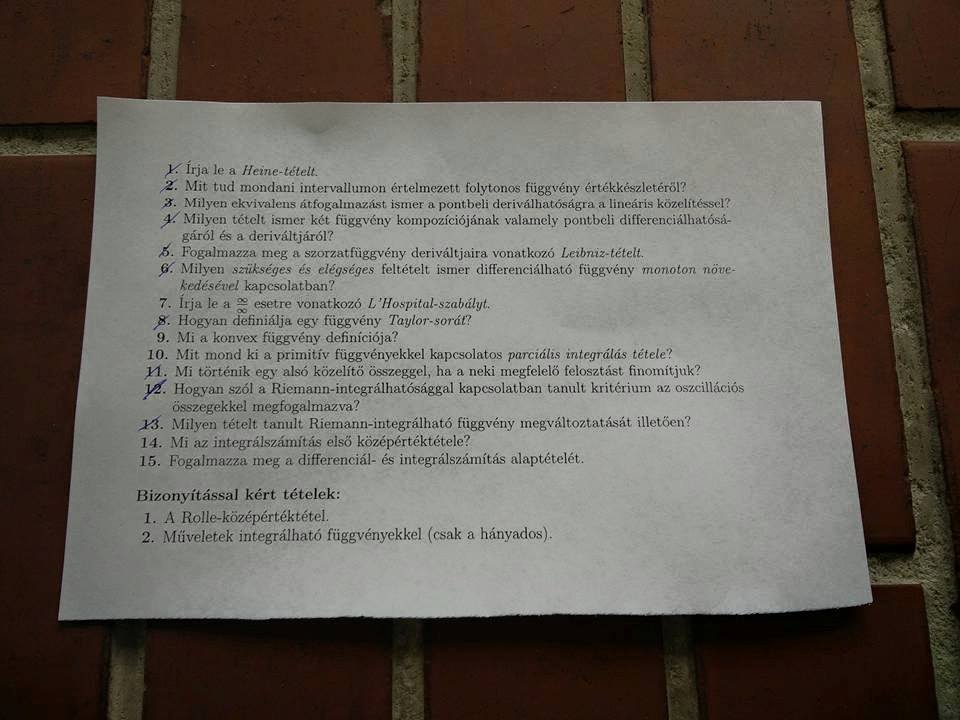 1. Írja le a Heine-tételt.
2. Mit tud mondani intervallumon értelmezett folytonos függvény értékkészletéről?
3. Milyen ekvivalens átfogalmazást ismer a pontbeli deriválhatóságra a lineáris közelítéssel?
4. Milyen tételt ismer két függvény kompozíciójának valamely pontbeli differenciálhatósá-
gáról és a deriváltjáról?
5. Fogalmazza meg a szorzatfüggvény deriváltjaira vonatkozó Leibniz-tételt.
6. Milyen szükséges és elégséges feltételt ismer differenciálható függvény monoton növe-
kedésével kapcsolatban?
7. Írja le a ∞/∞ esetre vonatkozó L'Hospital-szabályt.
8. Hogyan definiálja egy függvény Taylor-sorát?
9. Mi a konvex függvény definíciója?
10. Mit mond ki a primitív függvényekkel kapcsolatos parciális integrálás tétele?
11. Mi történik egy alsó közelítő összeggel, ha a neki megfelelő felosztást finomítjuk?
12. Hogyan szól a Riemann-integrálhatósággal kapcsolatban tanult kritérium az oszcillációs
összegekkel megfogalmazva?
13. Milyen tételt tanult Riemann-integrálható függvény megváltoztatását illetően?
14. Mi az integrálszámítás első középértéktétele?
15. Fogalmazza meg a differenciál- és integrálszámítás alaptételét.
Bizonyítással kért tételek:
1. A Rolle-középértéktétel.
2. Műveletek integrálható függvényekkel (csak a hányados).